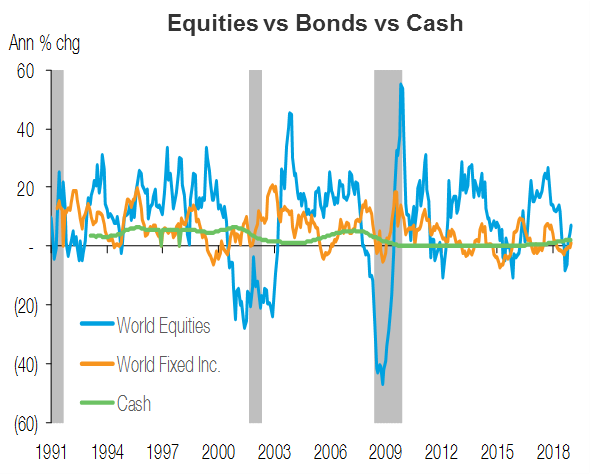 Equities vs Bonds vs Cash
Ann % chg
60
40
20
-
(20)
(40)
(60)
World Equities
World Fixed Inc.
Cash
1991 1994 1997 2000 2003 2006 2009 2012 2015 2018